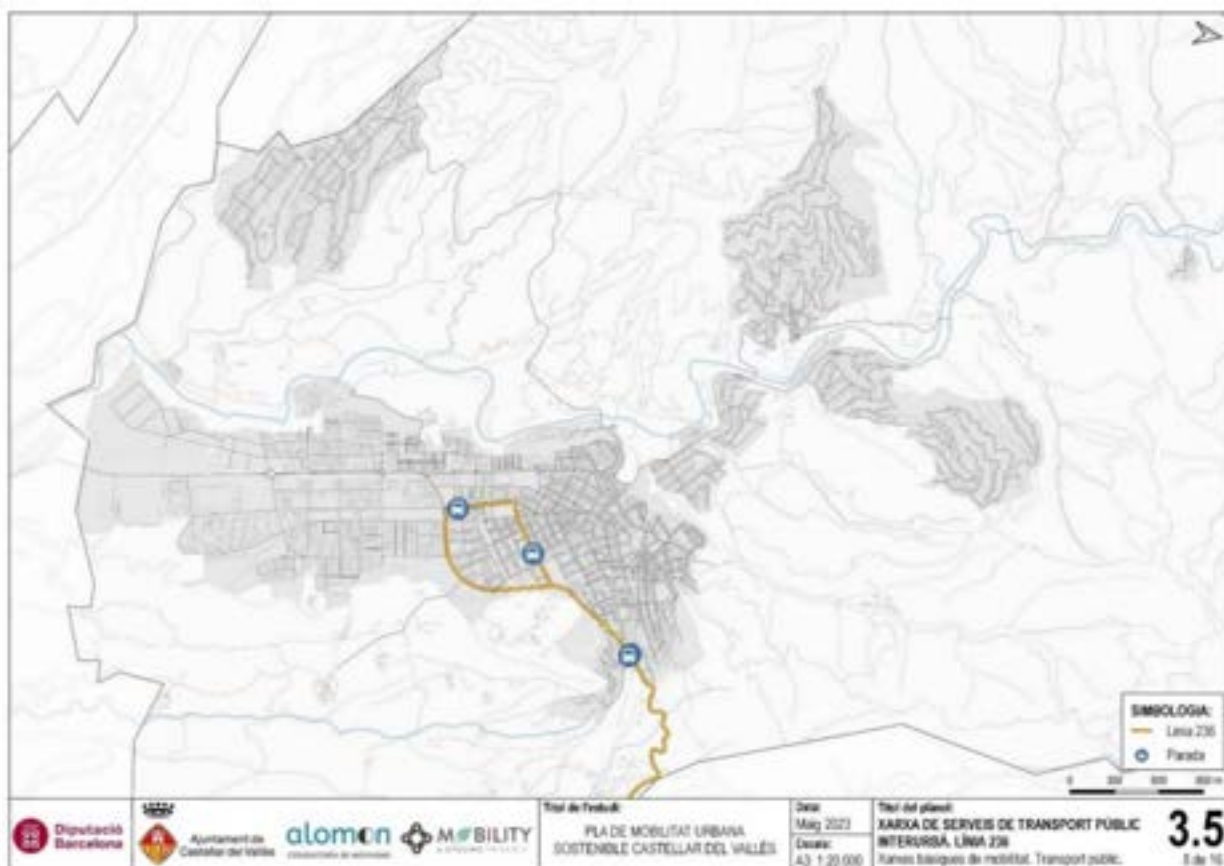 SIMBOLOGIA:
Línia 236
Parada
0
Diputació
Barcelona
Ajuntament de
Castellar del Vallès
alomon
MOBILITY
Títol de l'estudi:
PLA DE MOBILITAT URBANA
SOSTENIBLE CASTELLAR DEL VALLÈS
Data:
Maig 2023
Escala:
A3 1:20.000
Títol del plànol:
XARXA DE SERVEIS DE TRANSPORT PÚBLIC
INTERURBÀ. LÍNIA 236
Xarxes bàsiques de mobilitat. Transport públic.
3.5